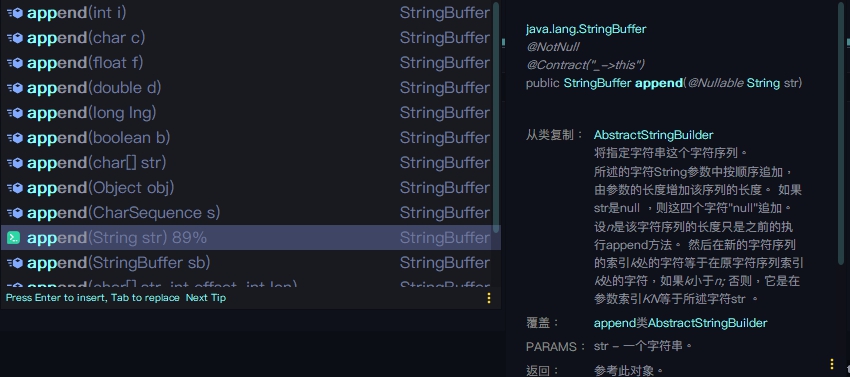 append(int i) StringBuffer
append(char c) StringBuffer
append(float f) StringBuffer
append(double d) StringBuffer
append(long lng) StringBuffer
append(boolean b) StringBuffer
append(char[] str) StringBuffer
append(Object obj) StringBuffer
append(CharSequence s) StringBuffer
append(String str) 89% StringBuffer
append(StringBuffer sb) StringBuffer
append(char[] str, int offset, int len) StringBuffer
Press Enter to insert, Tab to replace Next Tip
java.lang.StringBuffer
@NotNull
@Contract("_->this")
public StringBuffer append(@Nullable String str)
从类复制： AbstractStringBuilder
将指定字符串这个字符序列。
所述的字符String参数中按顺序追加，
由参数的长度增加该序列的长度。 如果
str是null ，则这四个字符"null"追加。
设n是该字符序列的长度只是之前的执
行append方法。 然后在新的字符序列
的索引k处的字符等于在原字符序列索引
k处的字符，如果k小于n; 否则，它是在
参数索引KN等于所述字符str 。
覆盖： append类AbstractStringBuilder
PARAMS： str – 一个字符串。
返回： 参考此对象。